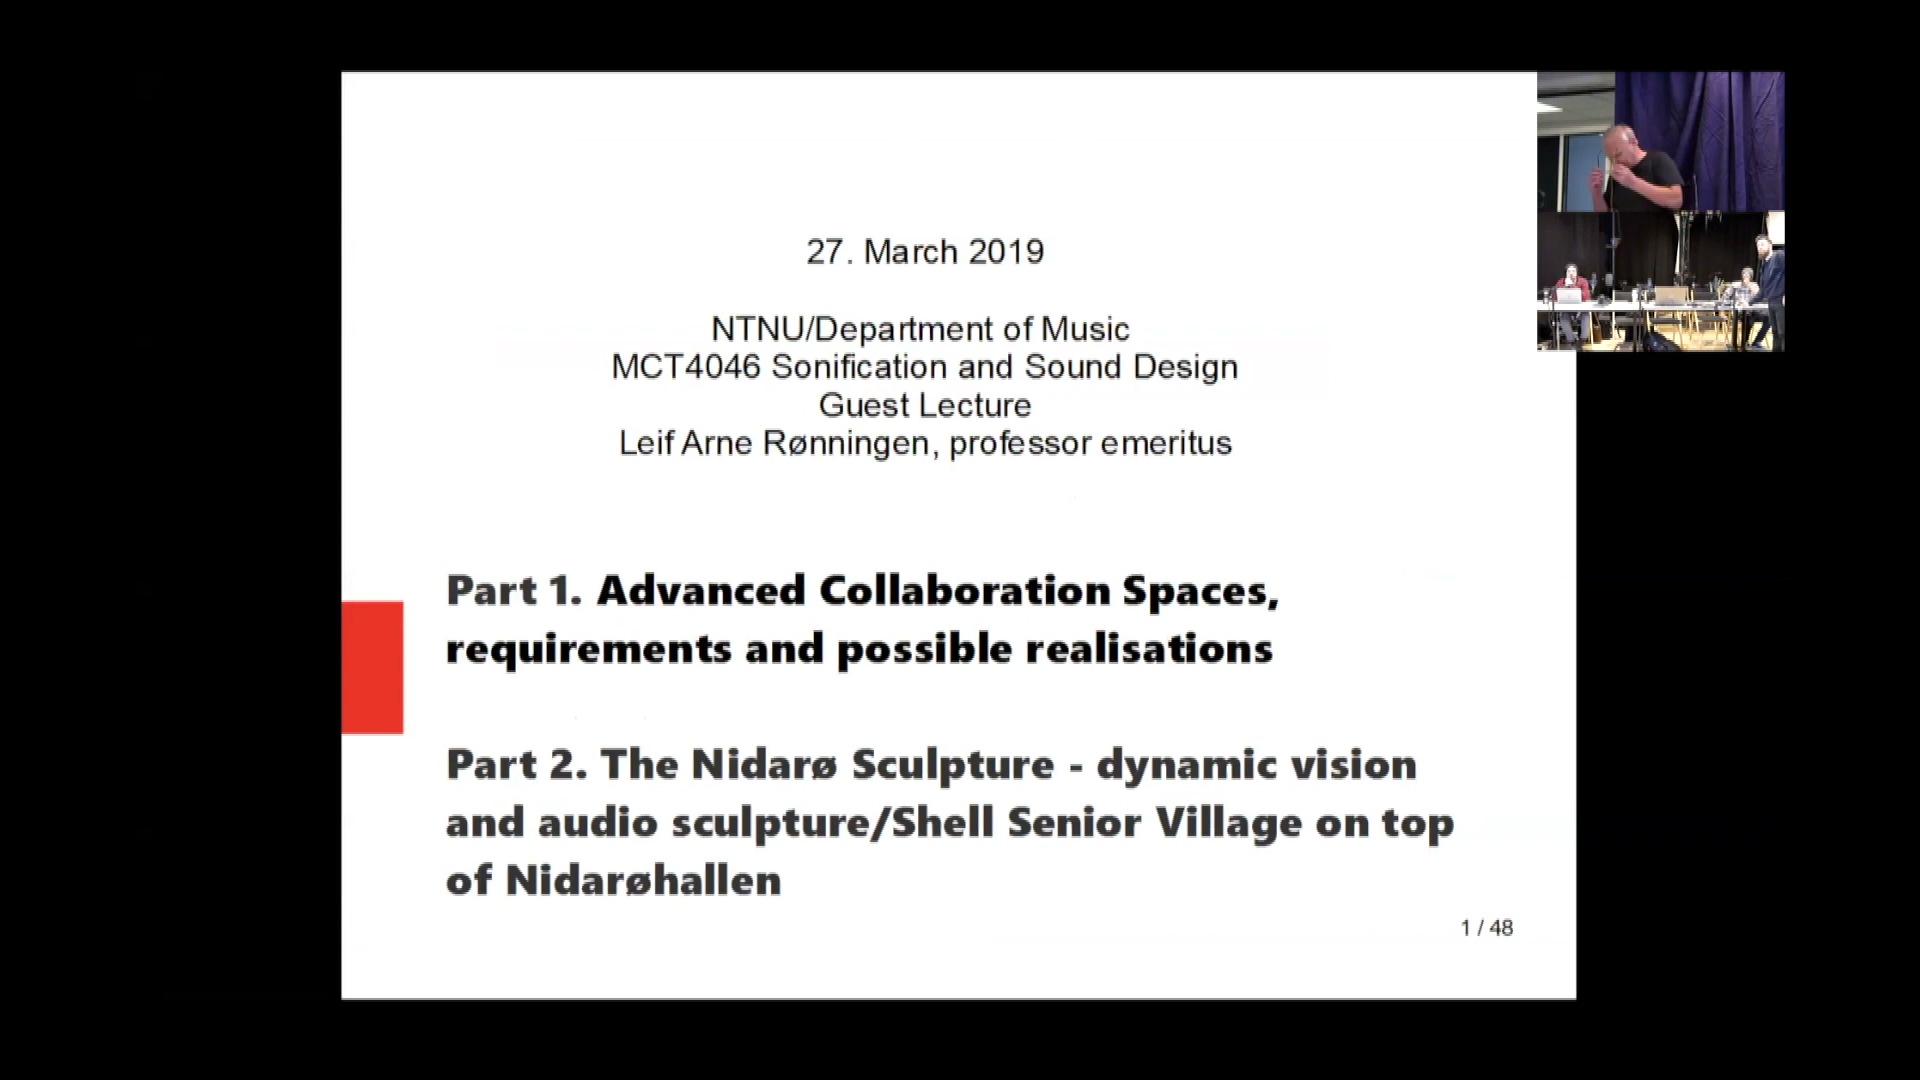 27. March 2019
NTNU/Department of Music
MCT4046 Sonification and Sound Design
Guest Lecture
Leif Arne Rønningen, professor emeritus
Part 1. Advanced Collaboration Spaces,
requirements and possible realisations
Part 2. The Nidarø Sculpture - dynamic vision
and audio sculpture/Shell Senior Village on top
of Nidarøhallen
1 / 48